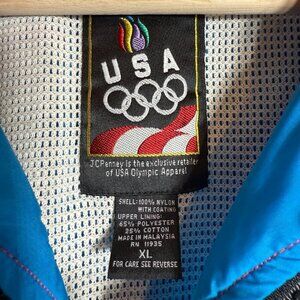 USA
JCPenney is the exclusive retailer
of USA Olympic Apparel
SHELL: 100% NYLON
WITH COATING
UPPER LINING:
65% POLYESTER
25% COTTON
MADE IN MALAYSIA
RN 11935
XL
FOR CARE SEE REVERSE